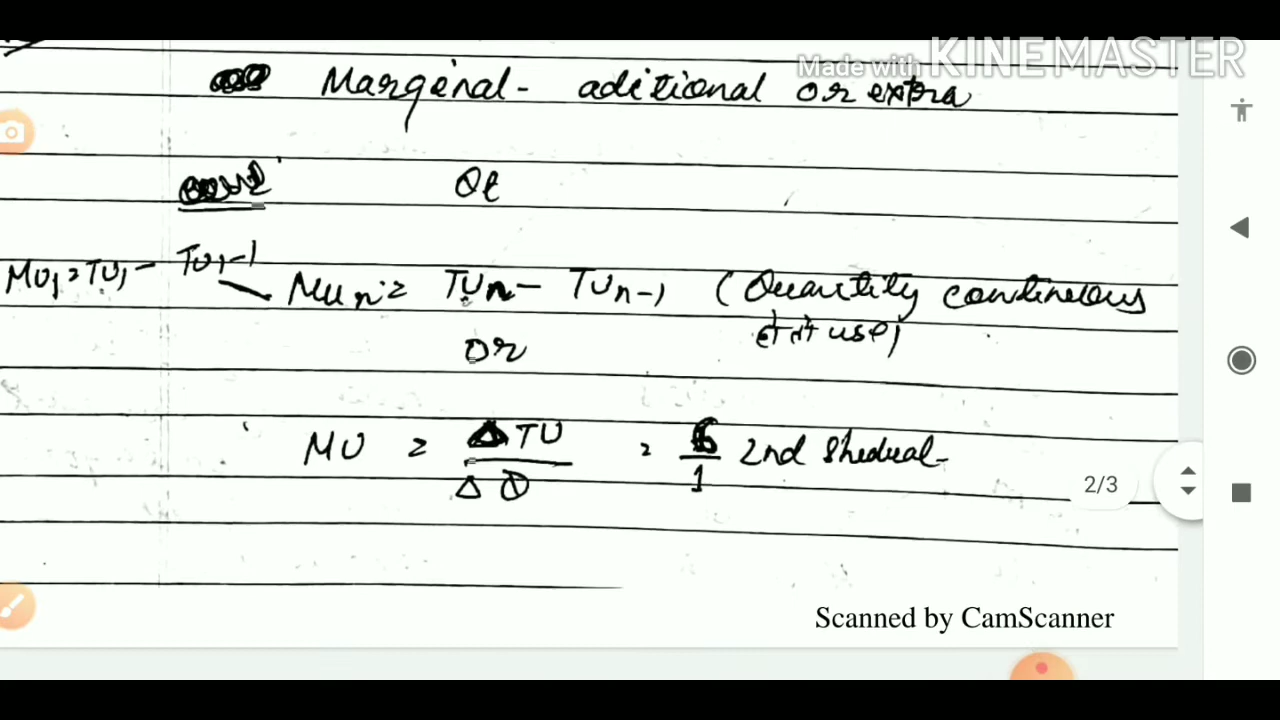 Made with KINEMASTER
Marginal - aditional or extra
Or
MU1 = TU1 - TU1-1
MUn = TUn - TUn-1 (Quantity contineous
use)
or
MU = ΔTU / ΔQ = 6/1 2nd Shedual -
2/3
Scanned by CamScanner